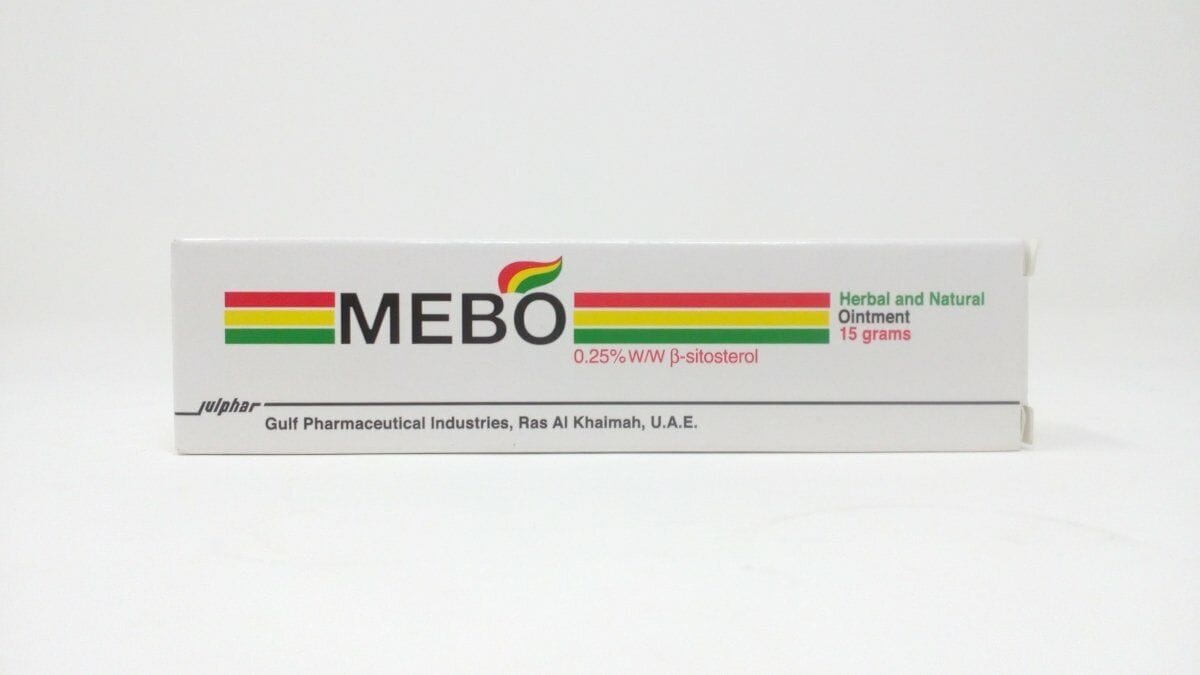 MEBO
Herbal and Natural
Ointment
15 grams
0.25% W/W β-sitosterol
julphar
Gulf Pharmaceutical Industries, Ras Al Khaimah, U.A.E.